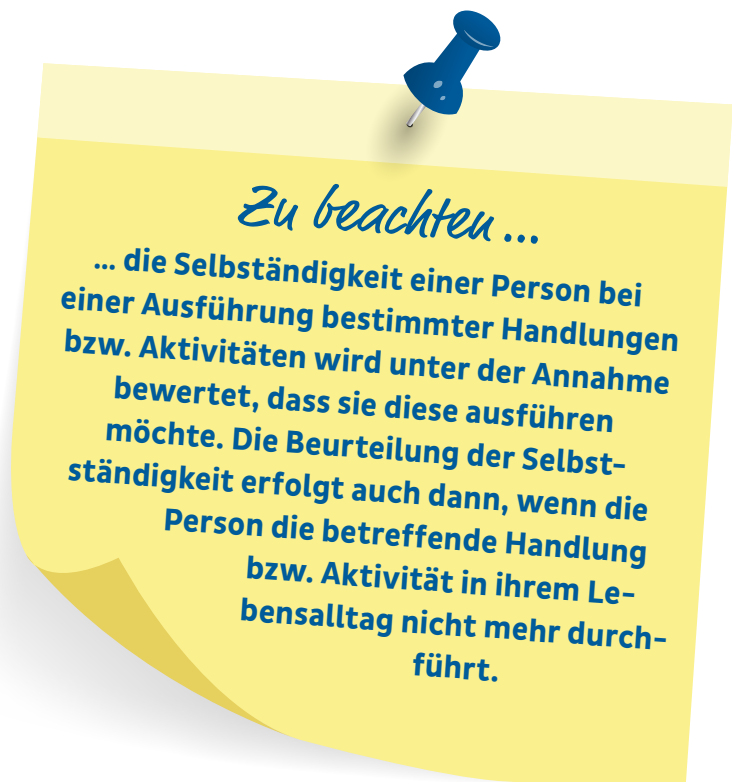 Zu beachten ...
... die Selbständigkeit einer Person bei
einer Ausführung bestimmter Handlungen
bzw. Aktivitäten wird unter der Annahme
bewertet, dass sie diese ausführen
möchte. Die Beurteilung der Selbst-
ständigkeit erfolgt auch dann, wenn die
Person die betreffende Handlung
bzw. Aktivität in ihrem Le-
bensalltag nicht mehr durch-
führt.